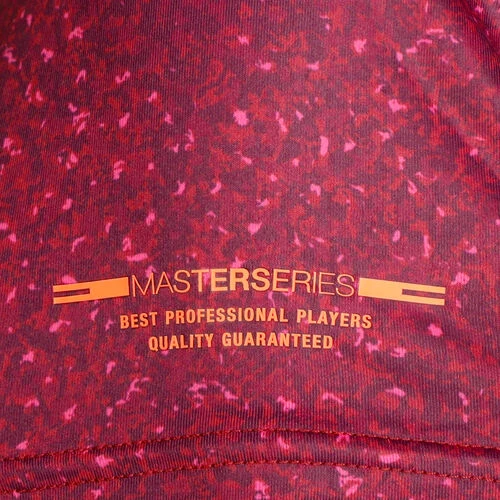 MASTERSERIES
BEST PROFESSIONAL PLAYERS
QUALITY GUARANTEED